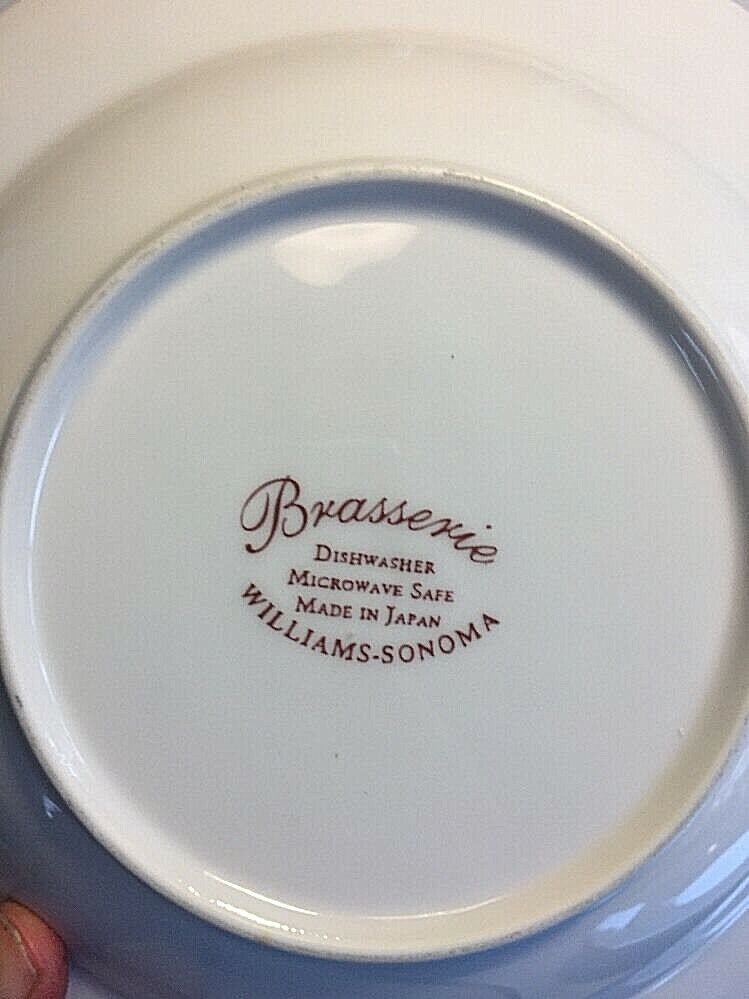 Brasserie
DISHWASHER
MICROWAVE SAFE
MADE IN JAPAN
WILLIAMS-SONOMA